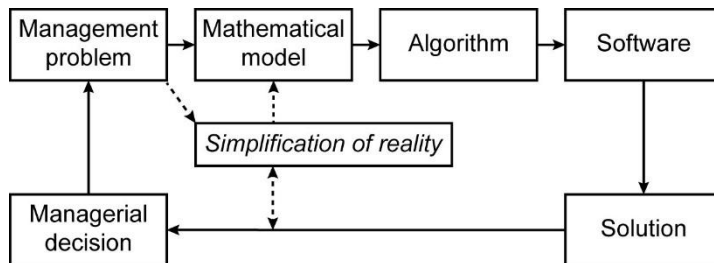 Management
problem
Mathematical
model
Algorithm
Software
Simplification of reality
Managerial
decision
Solution